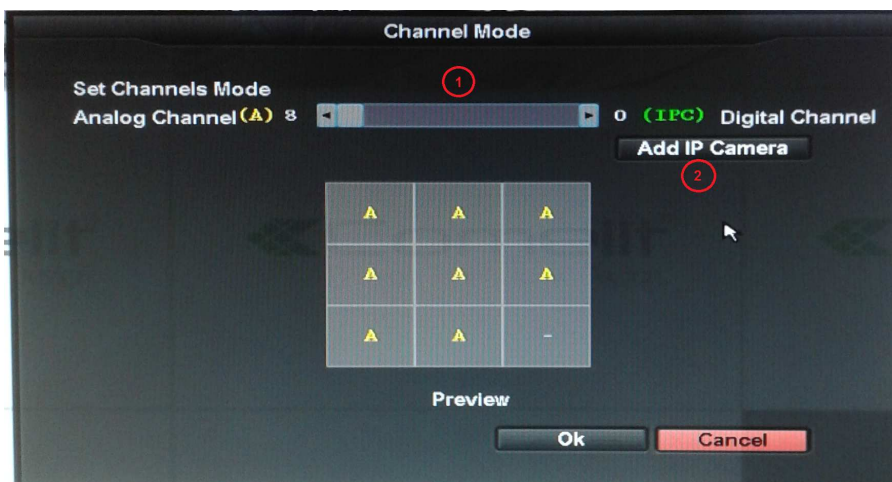 Channel Mode
1
Set Channels Mode
Analog Channel(A) 8 0 (IPC) Digital Channel
Add IP Camera
2
A A A
A A A
A A -
Preview
Ok Cancel